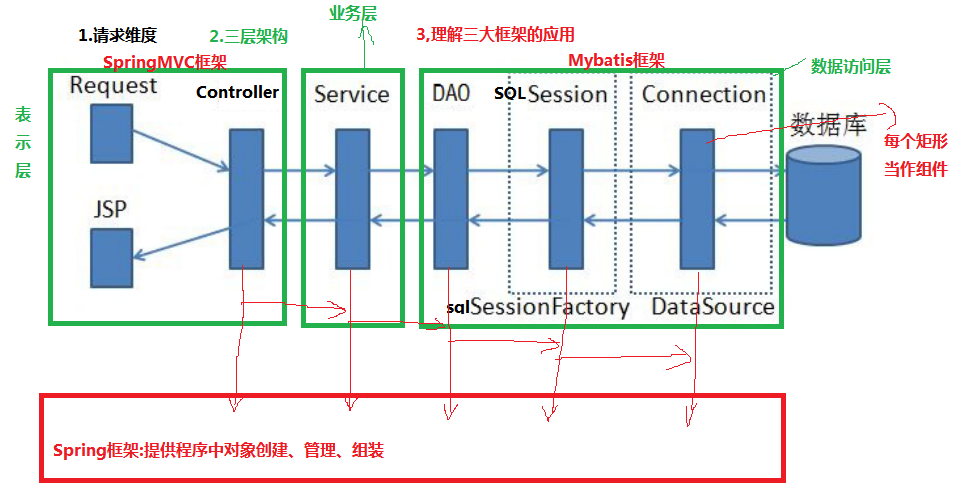 业务层
1.请求维度
2.三层架构
3,理解三大框架的应用
SpringMVC框架
Mybatis框架
数据访问层
表示层
Request
Controller
Service
DAO
SQLSession
Connection
数据库
每个矩形
当作组件
JSP
sqlSessionFactory
DataSource
Spring框架:提供程序中对象创建、管理、组装